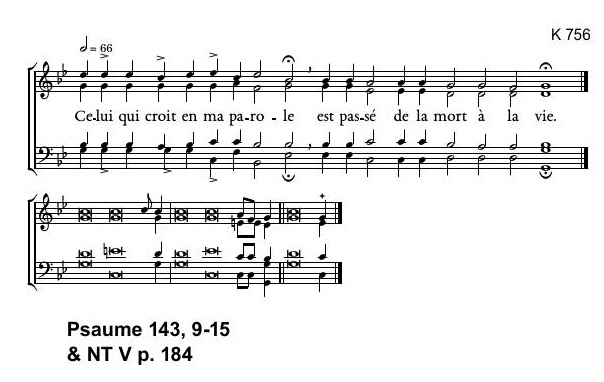 K 756
= 66
Ce-lui qui croit en ma pa-ro - le est pas-sé de la mort à la vie.
Psaume 143, 9-15
& NT V p. 184